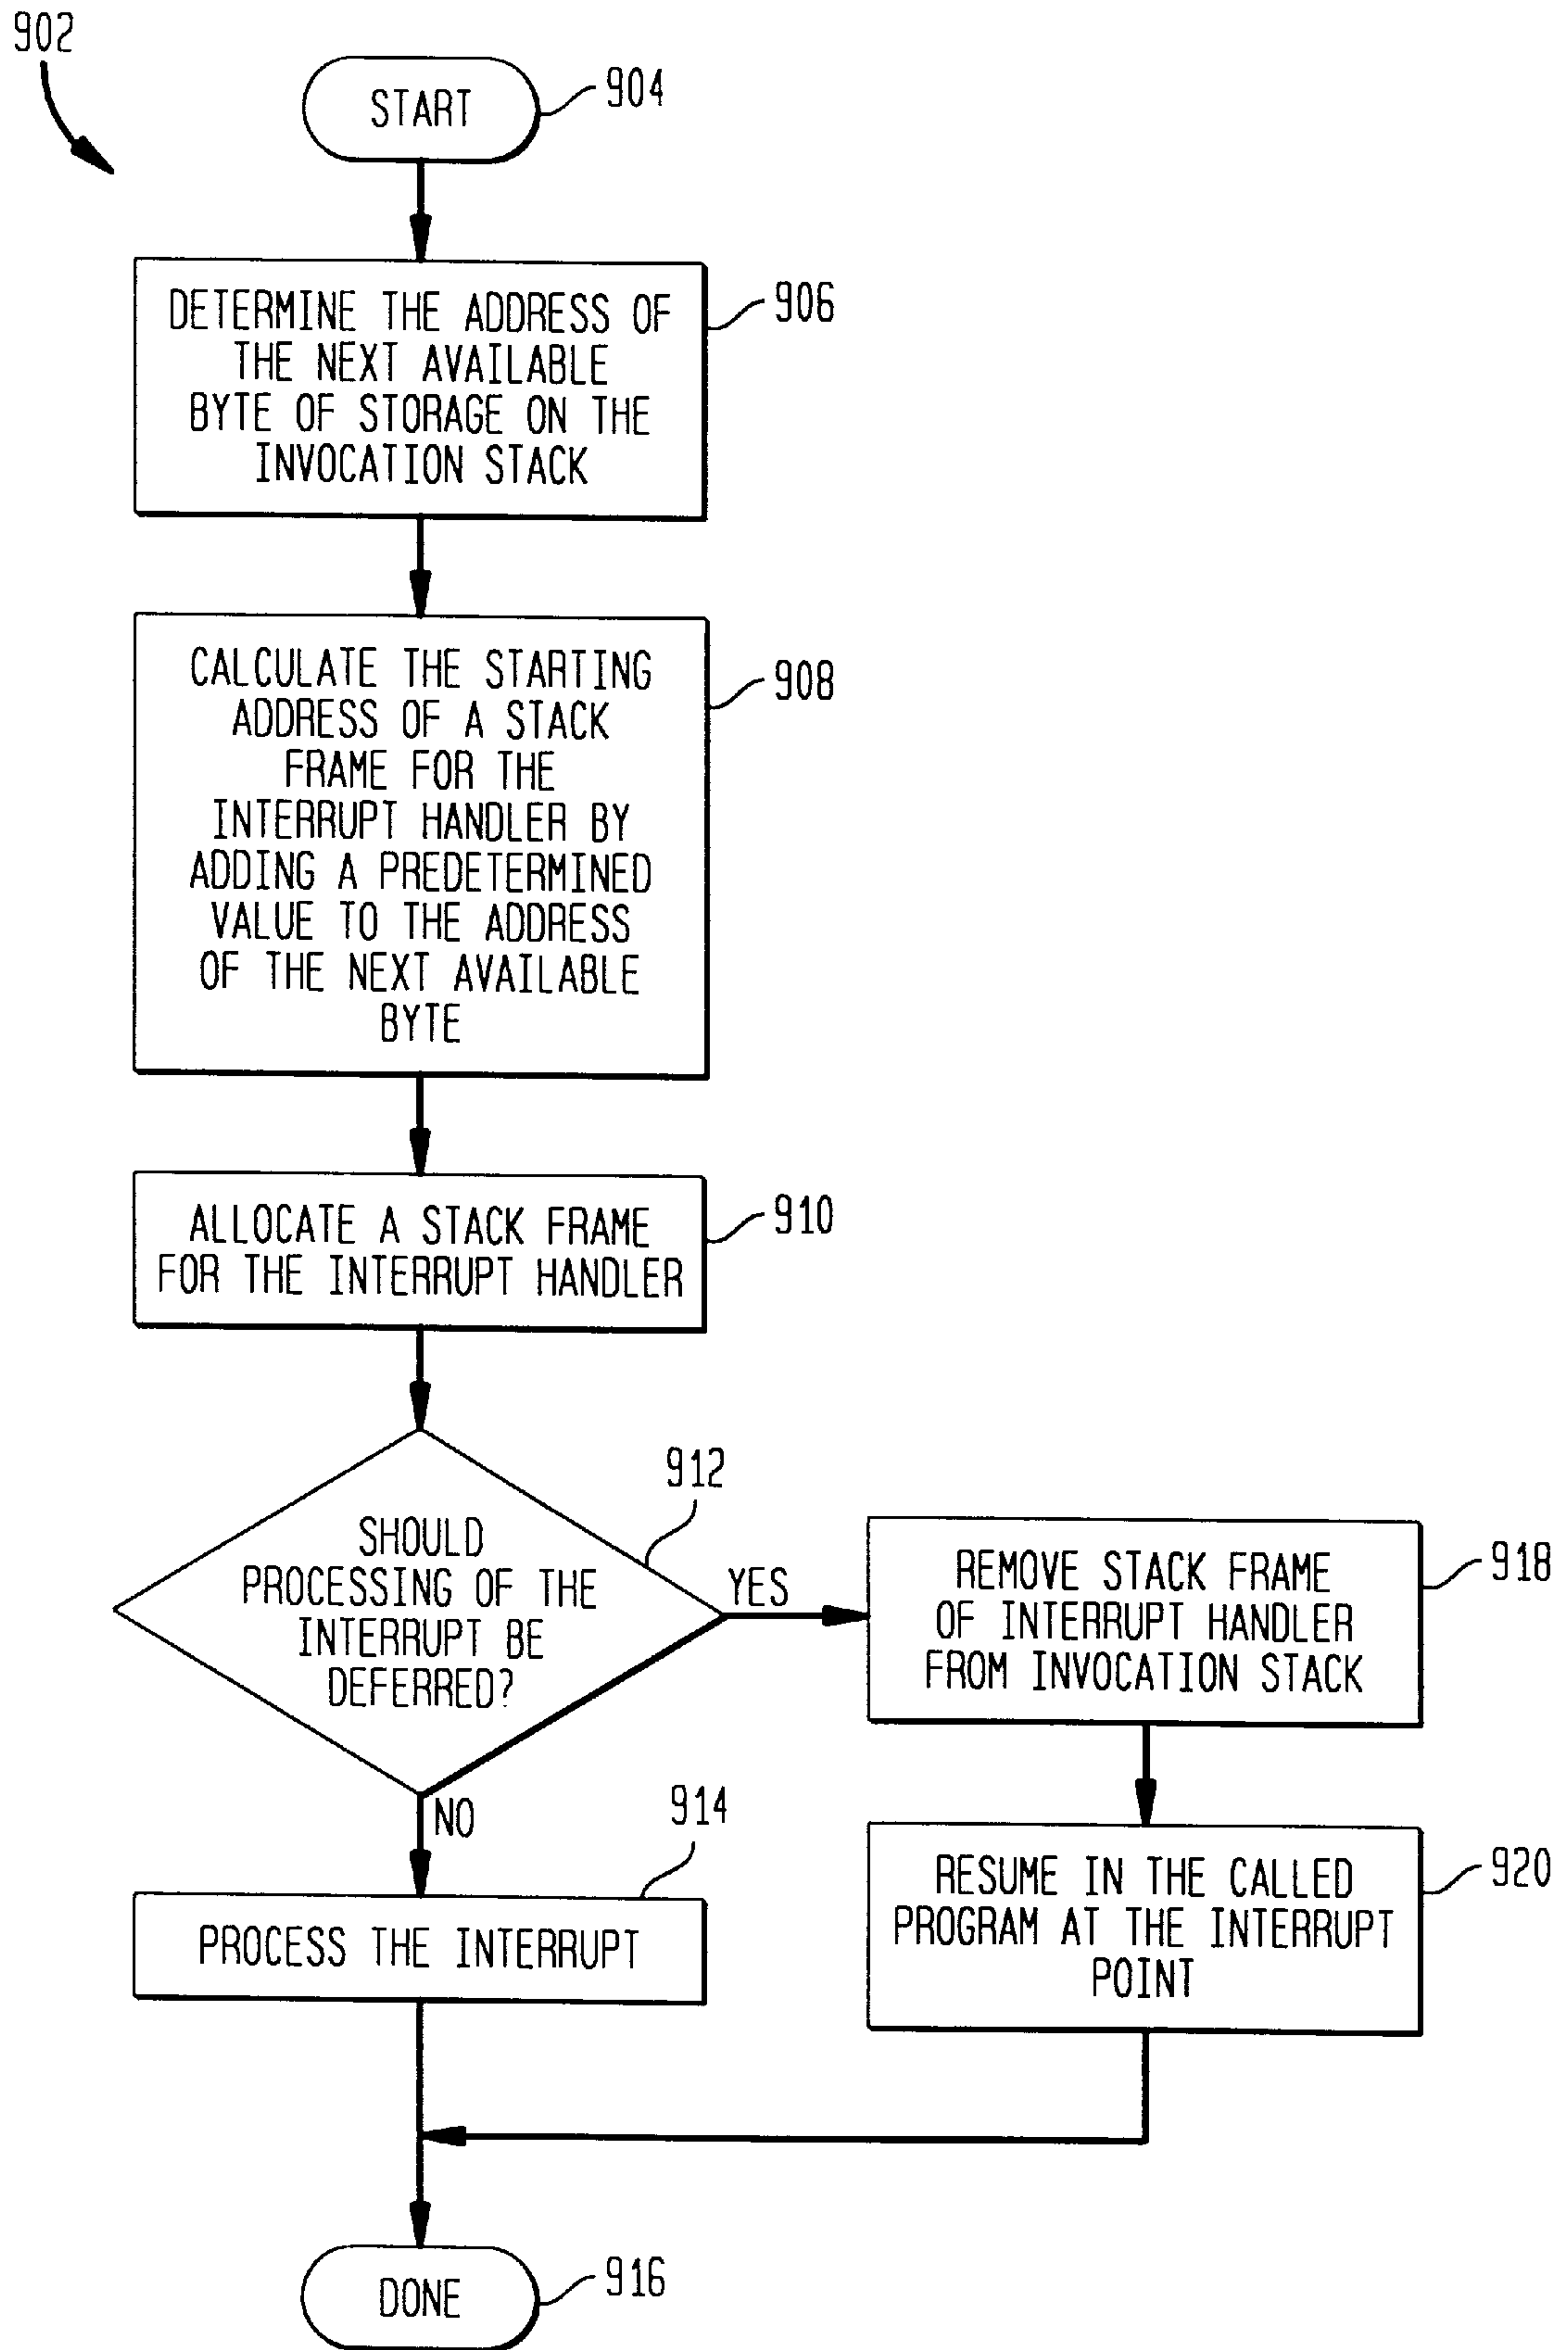 902
START
904
DETERMINE THE ADDRESS OF
THE NEXT AVAILABLE
BYTE OF STORAGE ON THE
INVOCATION STACK
906
CALCULATE THE STARTING
ADDRESS OF A STACK
FRAME FOR THE
INTERRUPT HANDLER BY
ADDING A PREDETERMINED
VALUE TO THE ADDRESS
OF THE NEXT AVAILABLE
BYTE
908
ALLOCATE A STACK FRAME
FOR THE INTERRUPT HANDLER
910
SHOULD
PROCESSING OF THE
INTERRUPT BE
DEFERRED?
912
YES
REMOVE STACK FRAME
OF INTERRUPT HANDLER
FROM INVOCATION STACK
918
NO
914
PROCESS THE INTERRUPT
RESUME IN THE CALLED
PROGRAM AT THE INTERRUPT
POINT
920
DONE
916